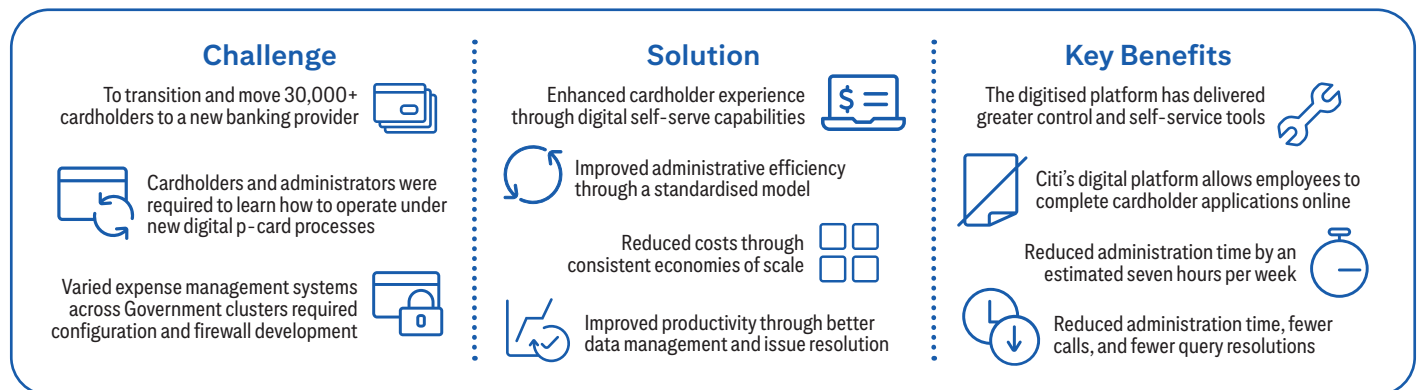 Challenge
To transition and move 30,000+
cardholders to a new banking provider
Cardholders and administrators were
required to learn how to operate under
new digital p-card processes
Varied expense management systems
across Government clusters required
configuration and firewall development
Solution
$
Enhanced cardholder experience
through digital self-serve capabilities
Improved administrative efficiency
through a standardised model
Reduced costs through
consistent economies of scale
Improved productivity through better
data management and issue resolution
Key Benefits
The digitised platform has delivered
greater control and self-service tools
Citi's digital platform allows employees to
complete cardholder applications online
Reduced administration time by an
estimated seven hours per week
Reduced administration time, fewer
calls, and fewer query resolutions